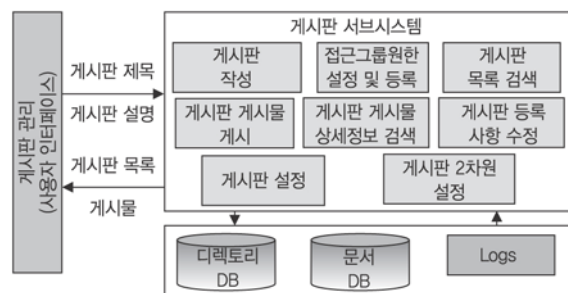 게시판 서브시스템
게시판 관리
(사용자 인터페이스)
게시판 제목
게시판 설명
게시판 목록
게시물
게시판
작성
접근그룹원한
설정 및 등록
게시판
목록 검색
게시판 게시물
게시
게시판 게시물
상세정보 검색
게시판 등록
사항 수정
게시판 설정
게시판 2차원
설정
디렉토리
DB
문서
DB
Logs